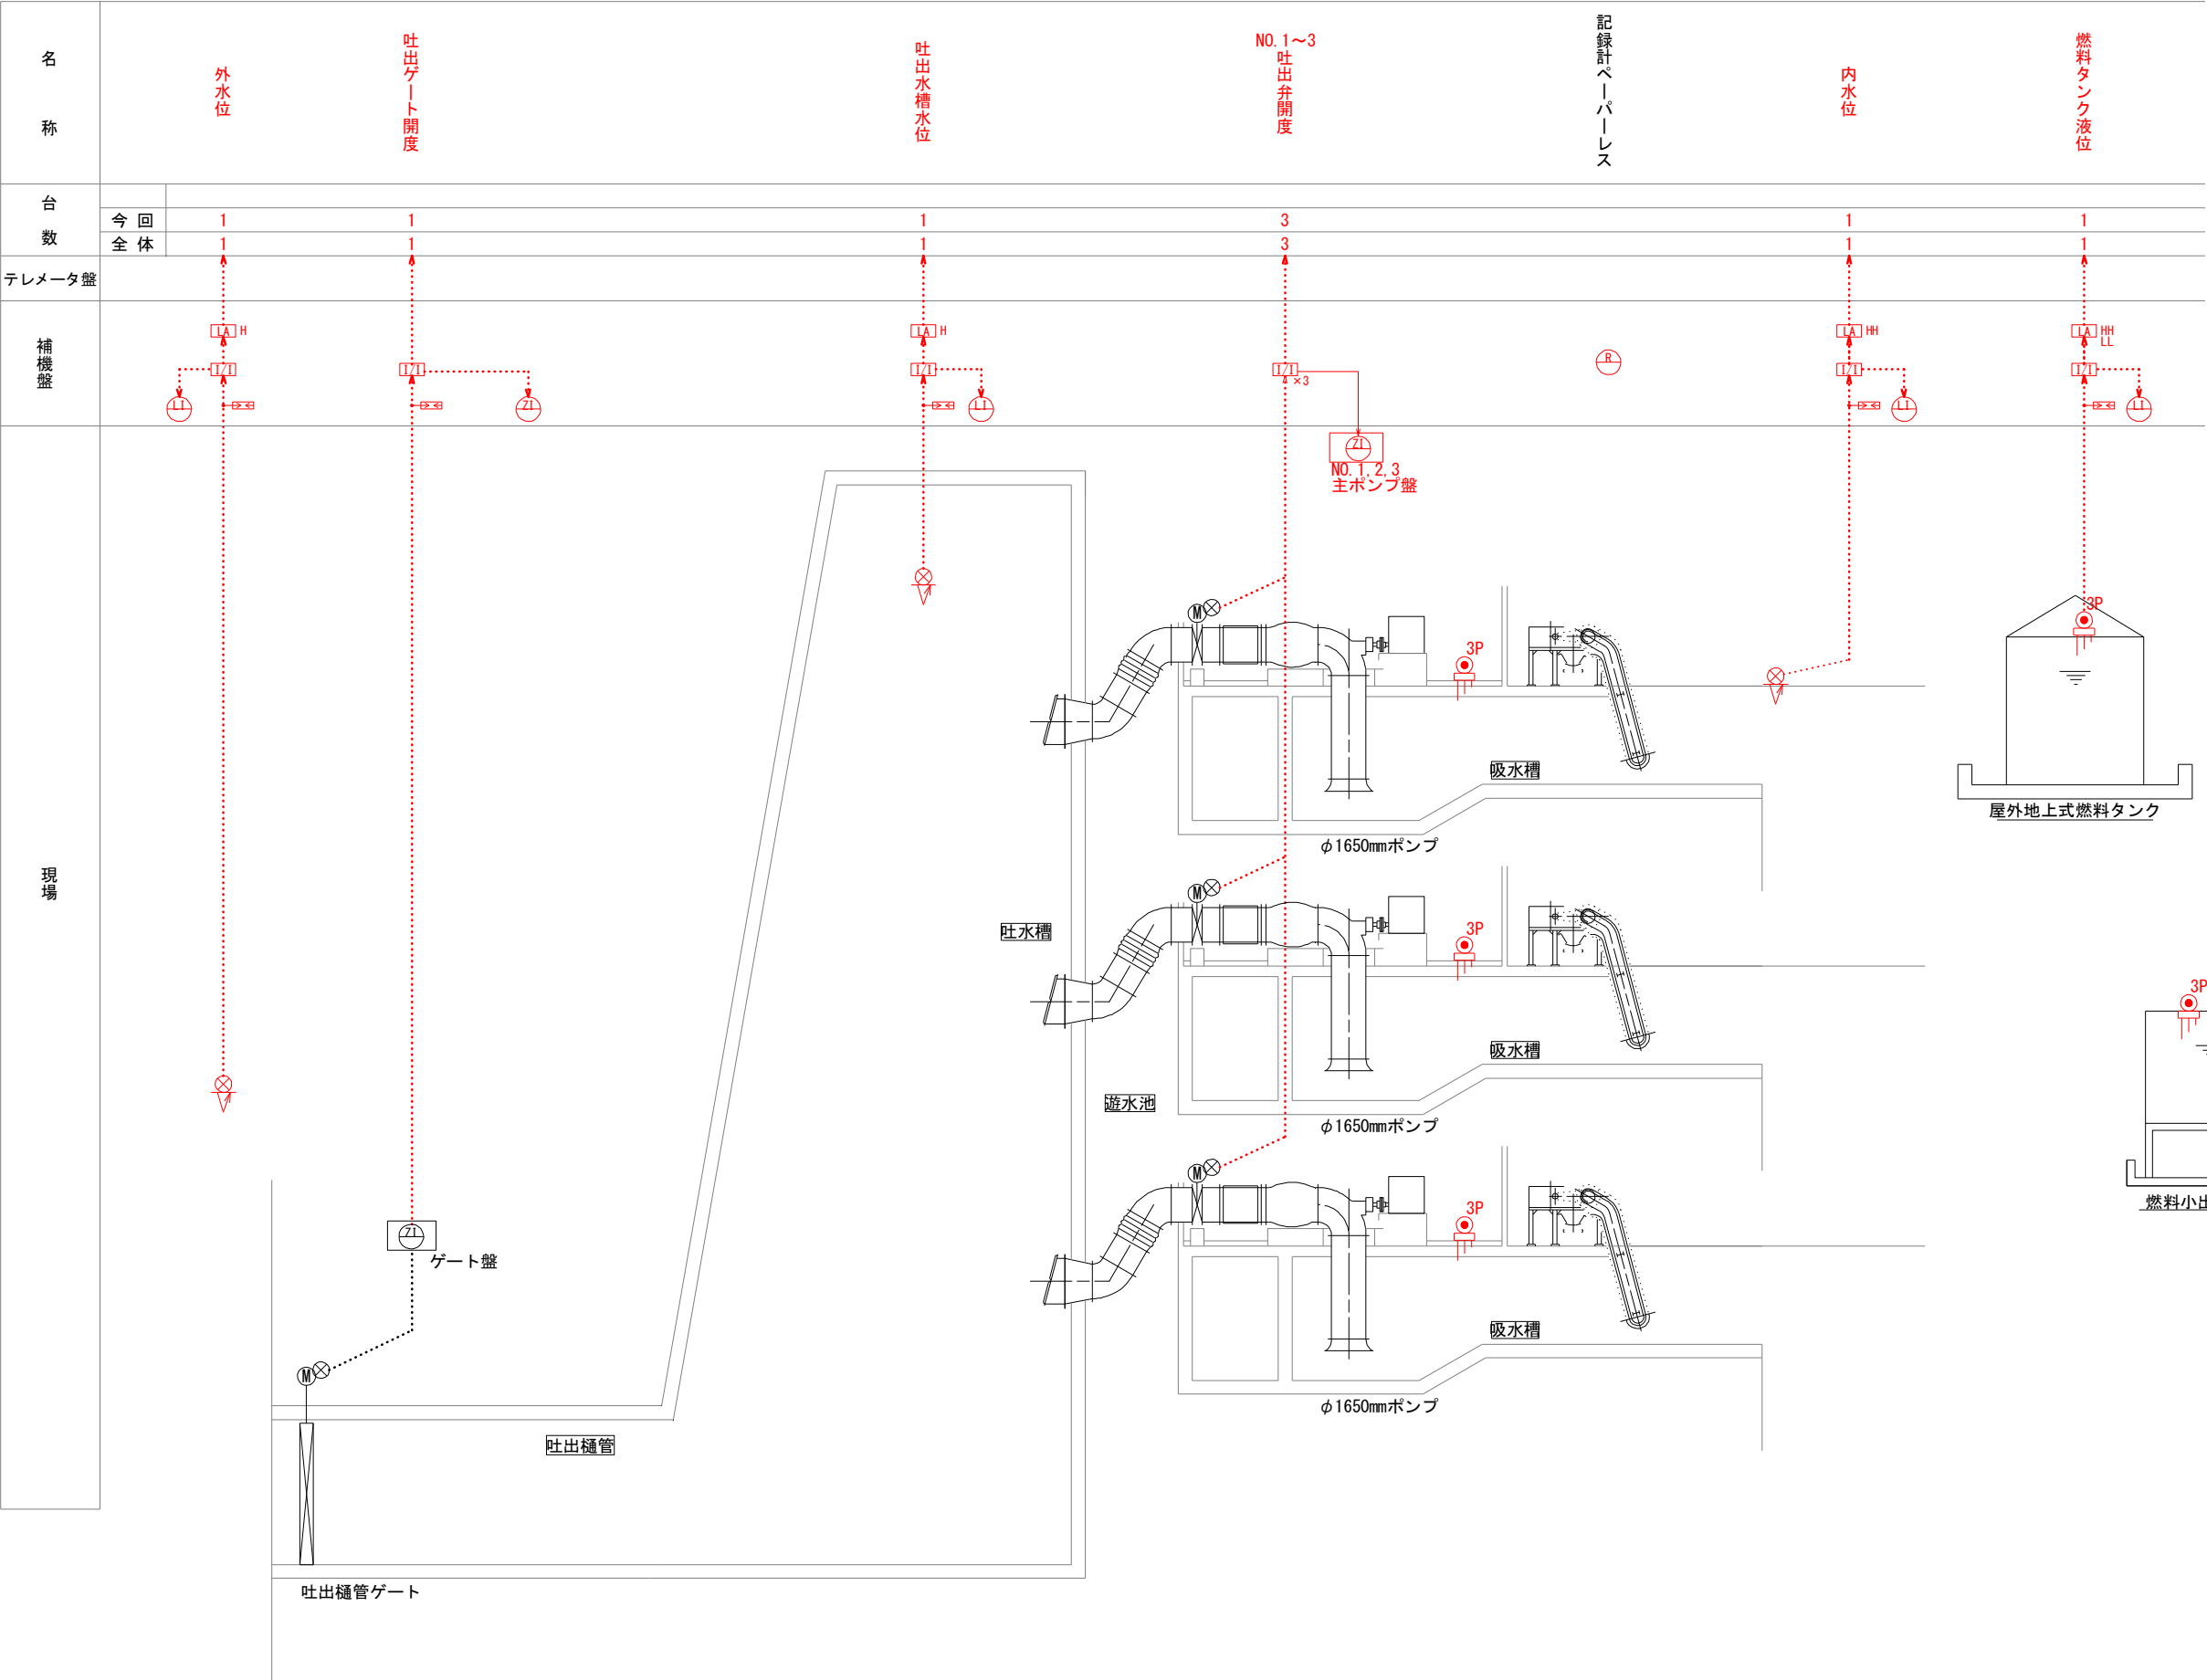 名称
外水位
吐出ゲート開度
吐出水槽水位
NO.1～3
吐出弁開度
記録計ペーパーレス
内水位
燃料タンク液位
台数
今回
1
1
1
3
1
1
全体
1
1
1
3
1
1
テレメータ盤
補機盤
LA H
LA H
LA HH
LA HH
LL
I/I
I/I
I/I
I/I
×3
R
I/I
I/I
LI
ZI
LI
LI
LI
ZI
NO.1,2,3
主ポンプ盤
現場
M
3P
3P
吸水槽
屋外地上式燃料タンク
φ1650mmポンプ
M
3P
吐水槽
3P
吸水槽
遊水池
φ1650mmポンプ
M
3P
燃料小出
ZI
ゲート盤
吸水槽
M
φ1650mmポンプ
吐出樋管
吐出樋管ゲート